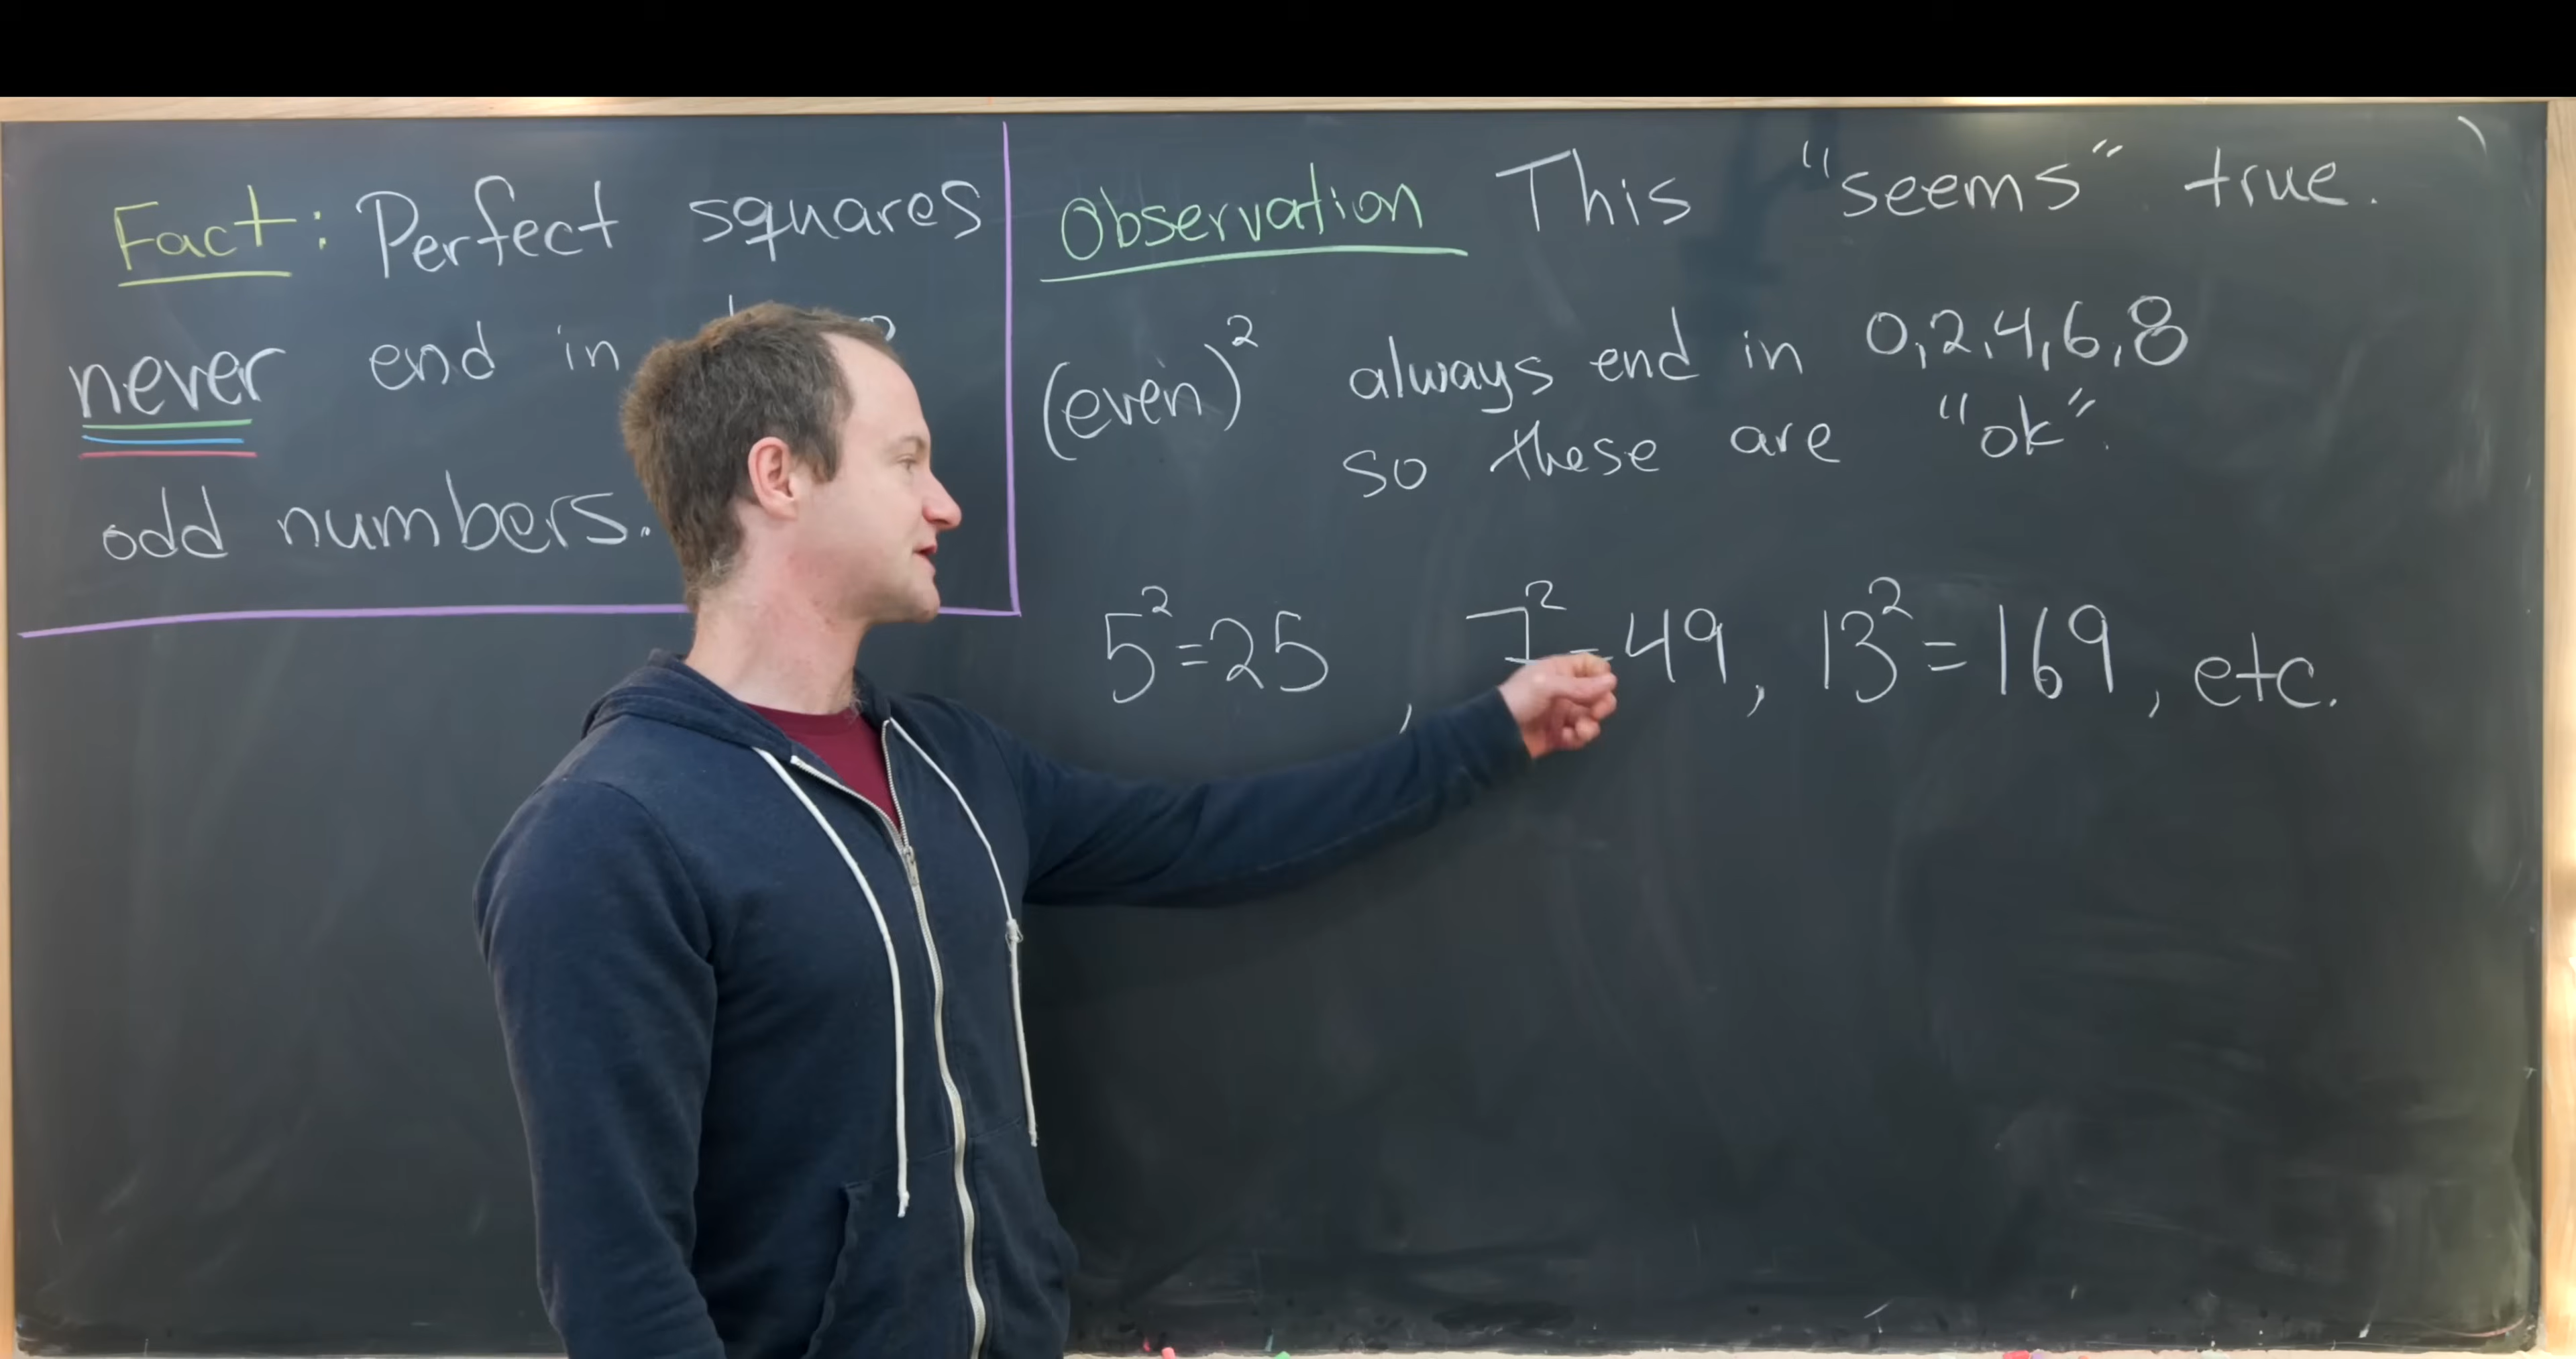 Fact: Perfect squares
never end in
odd numbers.
Observation This "seems" true.
(even)² always end in 0,2,4,6,8
so these are "ok".
5²=25, 7²=49, 13²=169, etc.